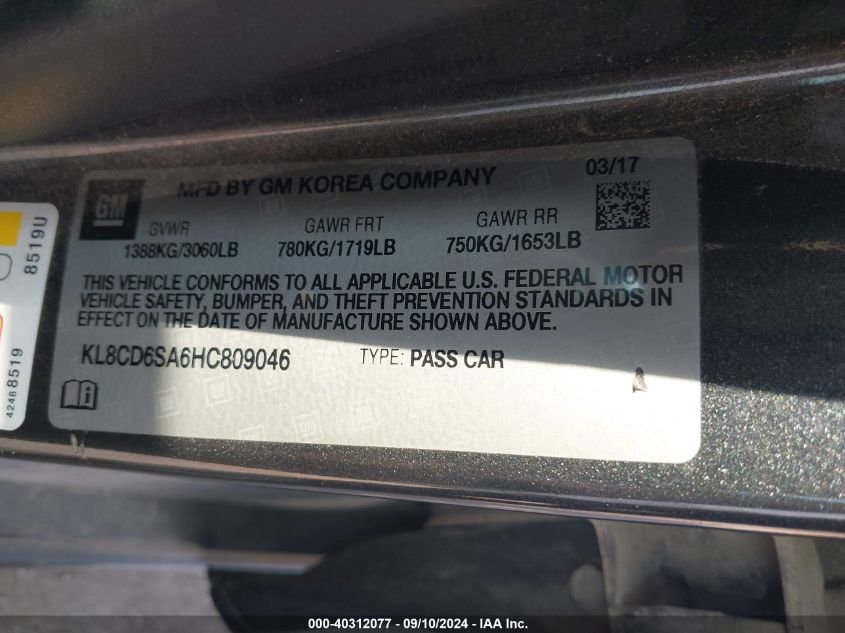 GM
MFD BY GM KOREA COMPANY
03/17
GVWR
GAWR FRT
GAWR RR
1388KG/3060LB
780KG/1719LB
750KG/1653LB
THIS VEHICLE CONFORMS TO ALL APPLICABLE U.S. FEDERAL MOTOR
VEHICLE SAFETY, BUMPER, AND THEFT PREVENTION STANDARDS IN
EFFECT ON THE DATE OF MANUFACTURE SHOWN ABOVE.
KL8CD6SA6HC809046
TYPE: PASS CAR
8519U
42488519
000-40312077 - 09/10/2024 - IAA Inc.